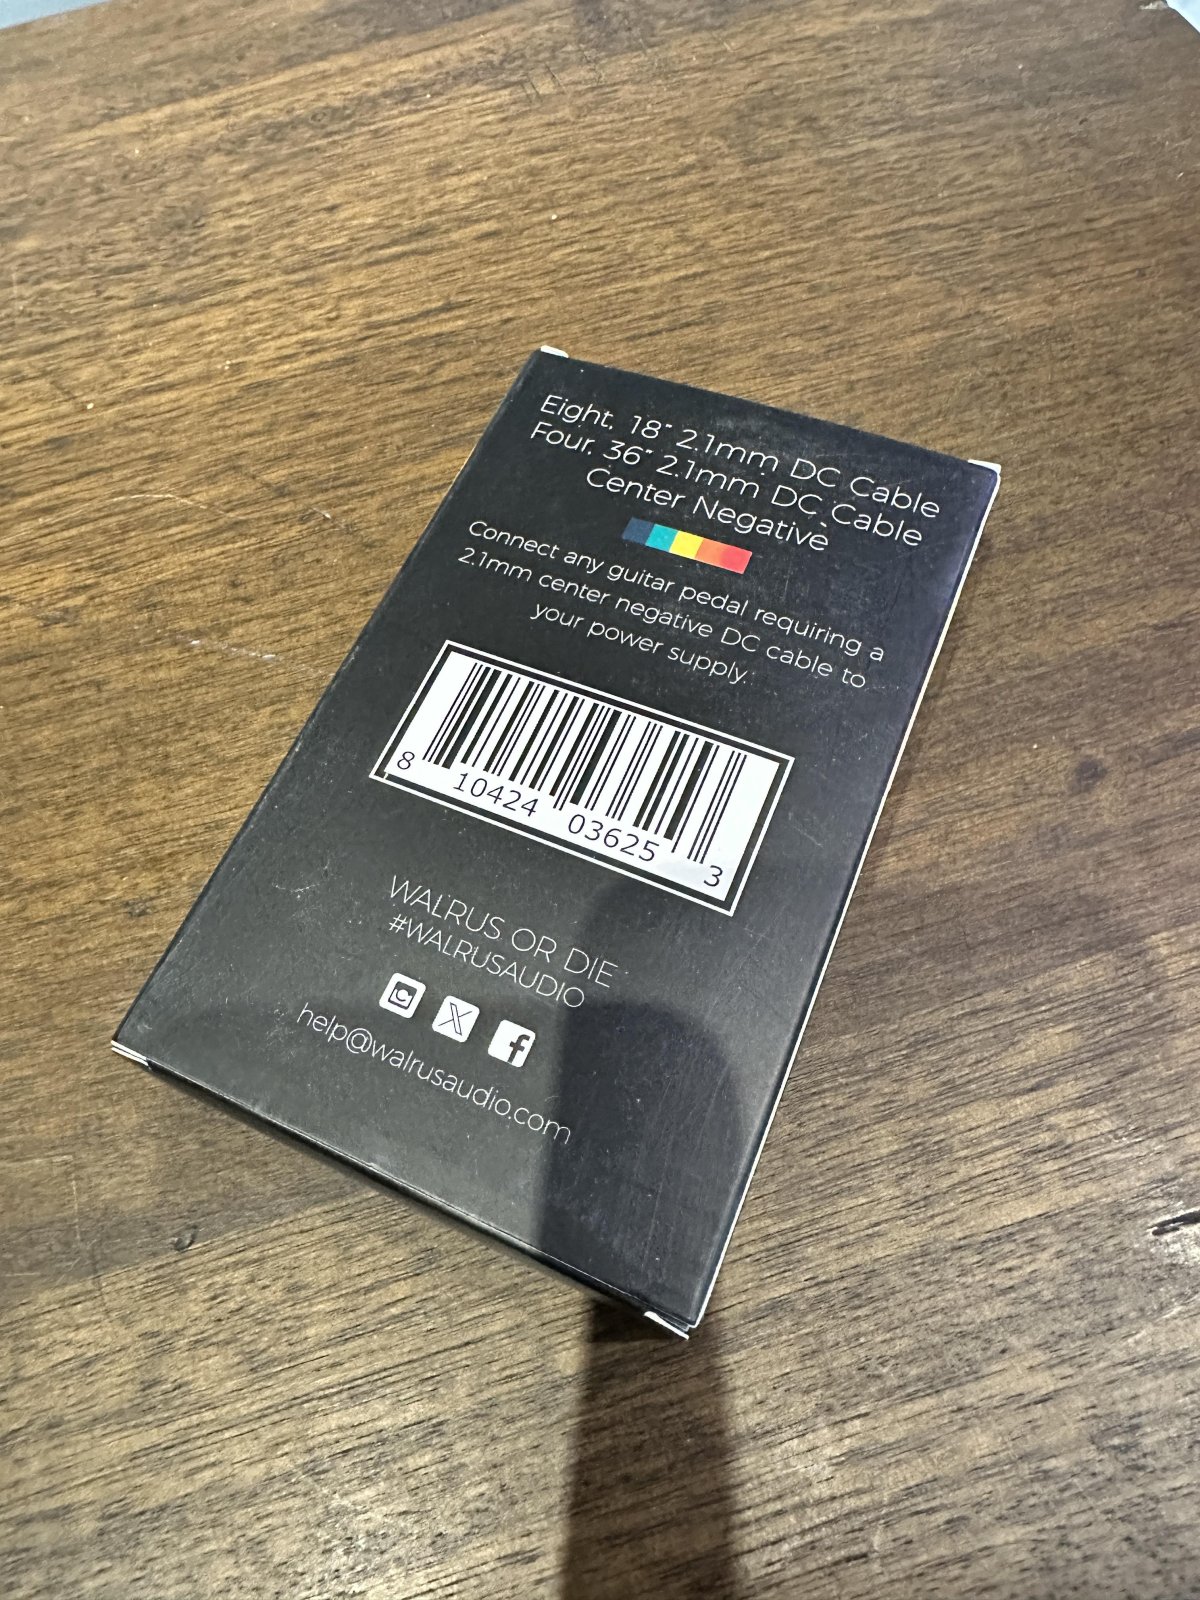 Eight. 18" 2.1mm DC Cable
Four. 36" 2.1mm DC Cable
Center Negative
Connect any guitar pedal requiring a
2.1mm center negative DC cable to
your power supply.
8 10424 03625 3
WALRUS OR DIE
#WALRUSAUDIO
help@walrusaudio.com